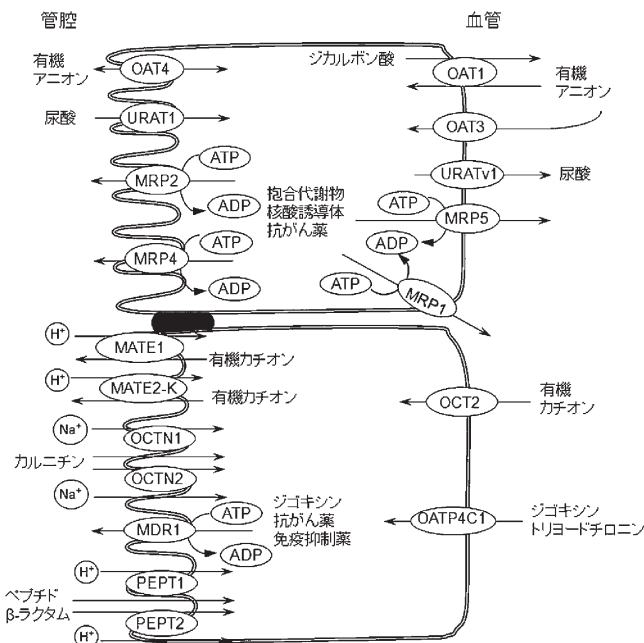 管腔
血管
有機
アニオン
OAT4
ジカルボン酸
OAT1
有機
アニオン
尿酸
URAT1
OAT3
ATP
MRP2
URATv1
尿酸
ADP
抱合代謝物
核酸誘導体
抗がん薬
ATP
MRP5
ATP
MRP4
ADP
ADP
ATP
MRP1
H⁺
MATE1
有機カチオン
H⁺
MATE2-K
有機カチオン
OCT2
有機
カチオン
Na⁺
OCTN1
カルニチン
OCTN2
Na⁺
ATP
MDR1
ADP
ジゴキシン
抗がん薬
免疫抑制薬
OATP4C1
ジゴキシン
トリヨードチロニン
H⁺
PEPT1
ペプチド
β-ラクタム
PEPT2
H⁺